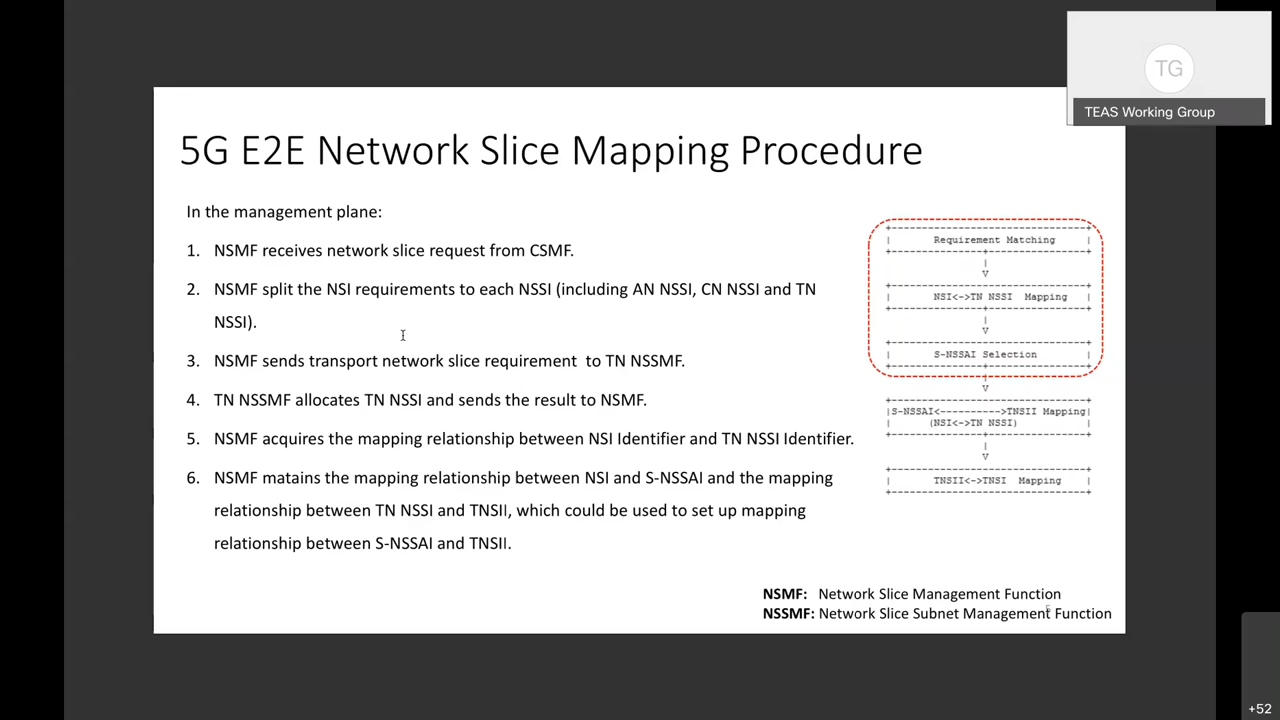 TG
TEAS Working Group
5G E2E Network Slice Mapping Procedure
In the management plane:
1. NSMF receives network slice request from CSMF.
2. NSMF split the NSI requirements to each NSSI (including AN NSSI, CN NSSI and TN
NSSI).
3. NSMF sends transport network slice requirement to TN NSSMF.
4. TN NSSMF allocates TN NSSI and sends the result to NSMF.
5. NSMF acquires the mapping relationship between NSI Identifier and TN NSSI Identifier.
6. NSMF matains the mapping relationship between NSI and S-NSSAI and the mapping
relationship between TN NSSI and TNSII, which could be used to set up mapping
relationship between S-NSSAI and TNSII.
Requirement Matching
NSI<->TN NSSI Mapping
S-NSSAI Selection
S-NSSAI<---------->TNSII Mapping
(NSI<->TN NSSI)
TNSII<->TNSI Mapping
NSMF: Network Slice Management Function
NSSMF: Network Slice Subnet Management Function
+52